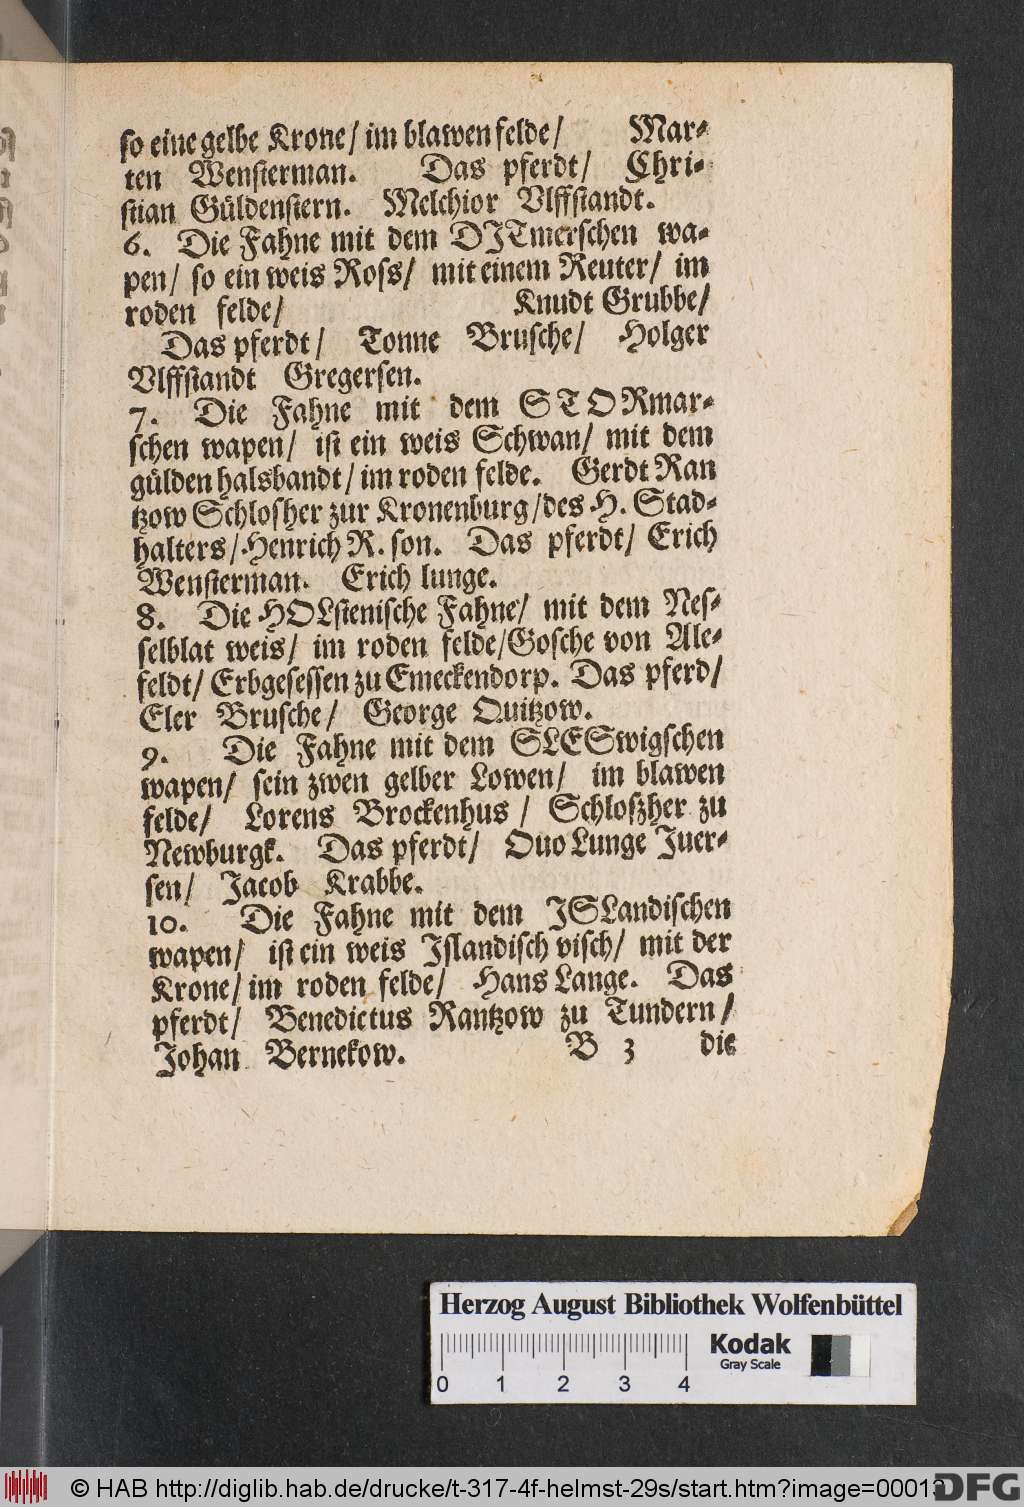 so eine gelbe Krone/ im blawen felde/ Mar-
ten Wensterman. Das pferdt/ Chri-
stian Güldenstern. Melchior Vlffstandt.
6. Die Fahne mit dem DITmerschen wa-
pen/ so ein weis Ross/ mit einem Reuter/ im
roden felde/ Knudt Grubbe/
Das pferdt/ Tonne Brusche/ Holger
Vlffstandt Gregersen.
7. Die Fahne mit dem STORmar-
schen wapen/ ist ein weis Schwan/ mit dem
gülden halsbandt/ im roden felde. Gerdt Ran
tzow Schlosher zur Kronenburg/ des H. Stad-
halters/ Henrich R. son. Das pferdt/ Erich
Wensterman. Erich lunge.
8. Die HOLstenische Fahne/ mit dem Nes-
selblat weis/ im roden felde/ Gosche von Ale-
feldt/ Erbgesessen zu Emeckendorp. Das pferd/
Eler Brusche/ George Quitzow.
9. Die Fahne mit dem SLESwigschen
wapen/ sein zwen gelber Lowen/ im blawen
felde/ Lorens Brockenhus/ Schloszher zu
Newburgk. Das pferdt/ Ouo Lunge Juer-
sen/ Jacob Krabbe.
10. Die Fahne mit dem ISLandischen
wapen/ ist ein weis Islandisch visch/ mit der
Krone/ im roden felde/ Hans Lange. Das
pferdt/ Benedictus Rantzow zu Tundern/
Johan Bernekow. B 3 die
Herzog August Bibliothek Wolfenbüttel
Kodak
Gray Scale
0 1 2 3 4
© HAB http://diglib.hab.de/drucke/t-317-4f-helmst-29s/start.htm?image=00013
DFG